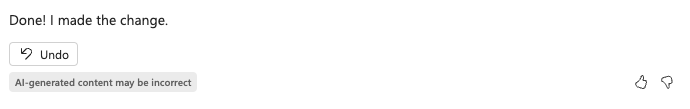 Done! I made the change.
Undo
AI-generated content may be incorrect